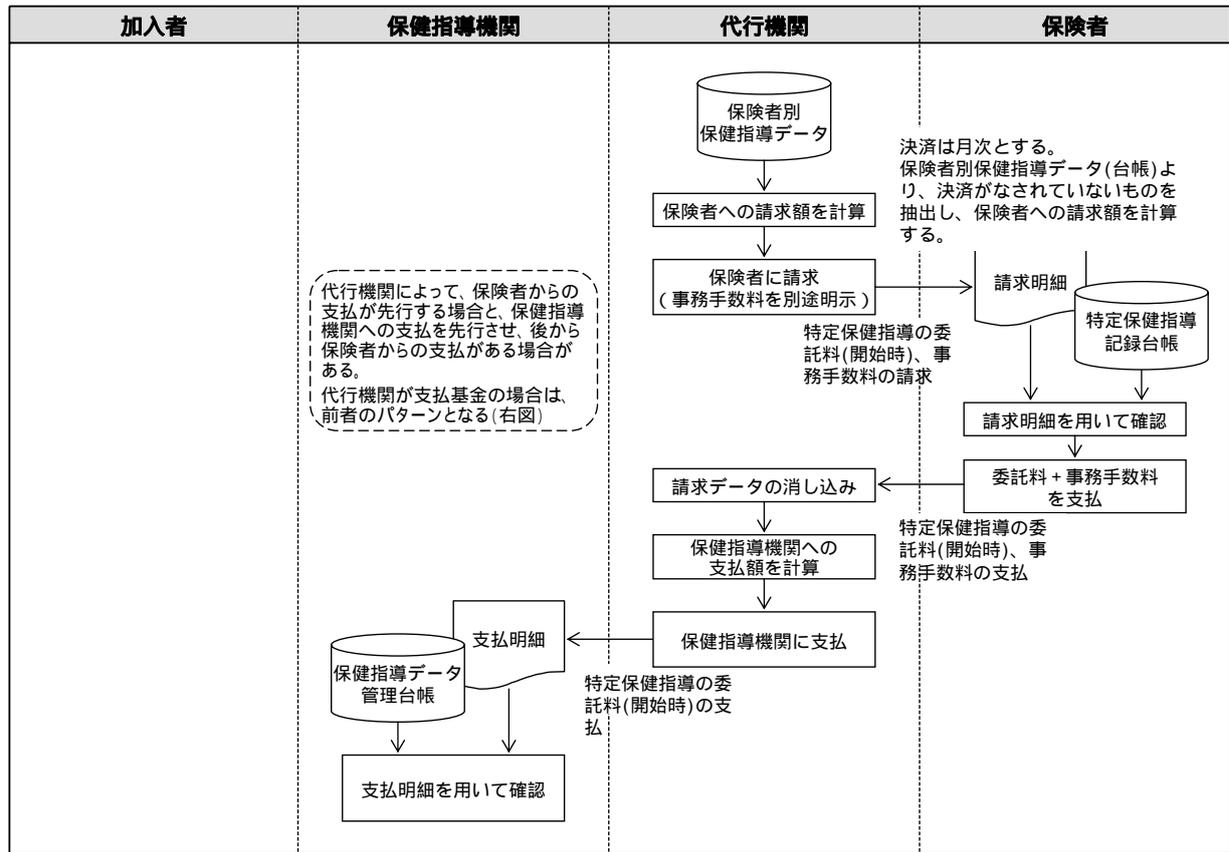 加入者
保健指導機関
代行機関
保険者
保険者別
保健指導データ
決済は月次とする。
保険者別保健指導データ(台帳)よ
り、決済がなされていないものを
抽出し、保険者への請求額を計算
する。
保険者への請求額を計算
保険者に請求
(事務手数料を別途明示)
請求明細
特定保健指導
記録台帳
特定保健指導の委
託料(開始時)、事
務手数料の請求
代行機関によって、保険者からの
支払が先行する場合と、保健指導
機関への支払を先行させ、後から
保険者からの支払がある場合が
ある。
代行機関が支払基金の場合は、
前者のパターンとなる(右図)
請求明細を用いて確認
委託料+事務手数料
を支払
請求データの消し込み
特定保健指導の委
託料(開始時)、事
務手数料の支払
保健指導機関への
支払額を計算
保健指導機関に支払
支払明細
保健指導データ
管理台帳
特定保健指導の委
託料(開始時)の支
払
支払明細を用いて確認